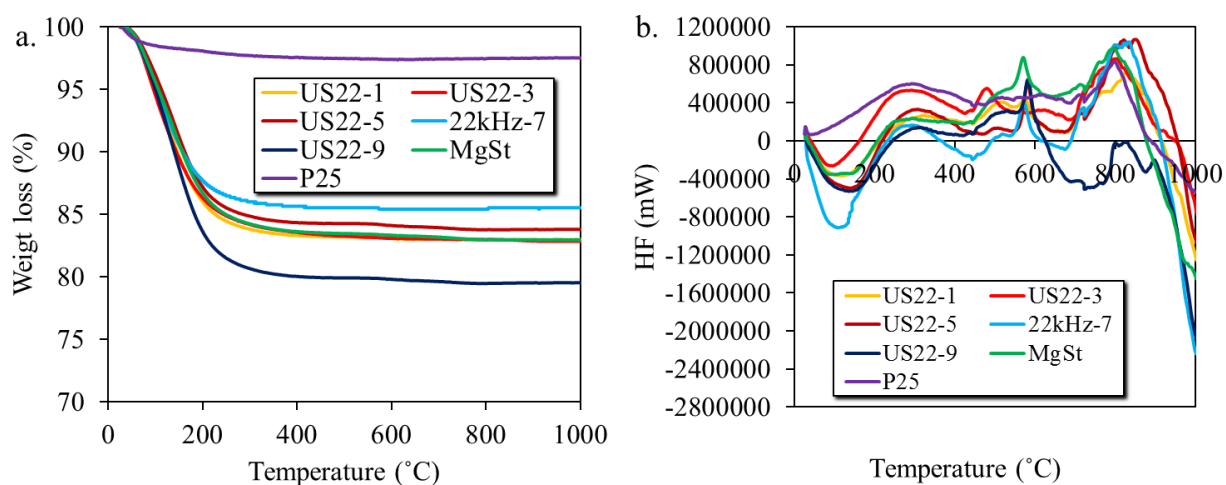 a.
Weigt loss (%)
100
95
90
85
80
75
70
US22-1 US22-3
US22-5 22kHz-7
US22-9 MgSt
P25
0 200 400 600 800 1000
Temperature (˚C)
b.
HF (mW)
1200000
800000
400000
0
-400000
-800000
-1200000
-1600000
-2000000
-2400000
-2800000
0 200 400 600 800 1000
US22-1 US22-3
US22-5 22kHz-7
US22-9 MgSt
P25
Temperature (˚C)